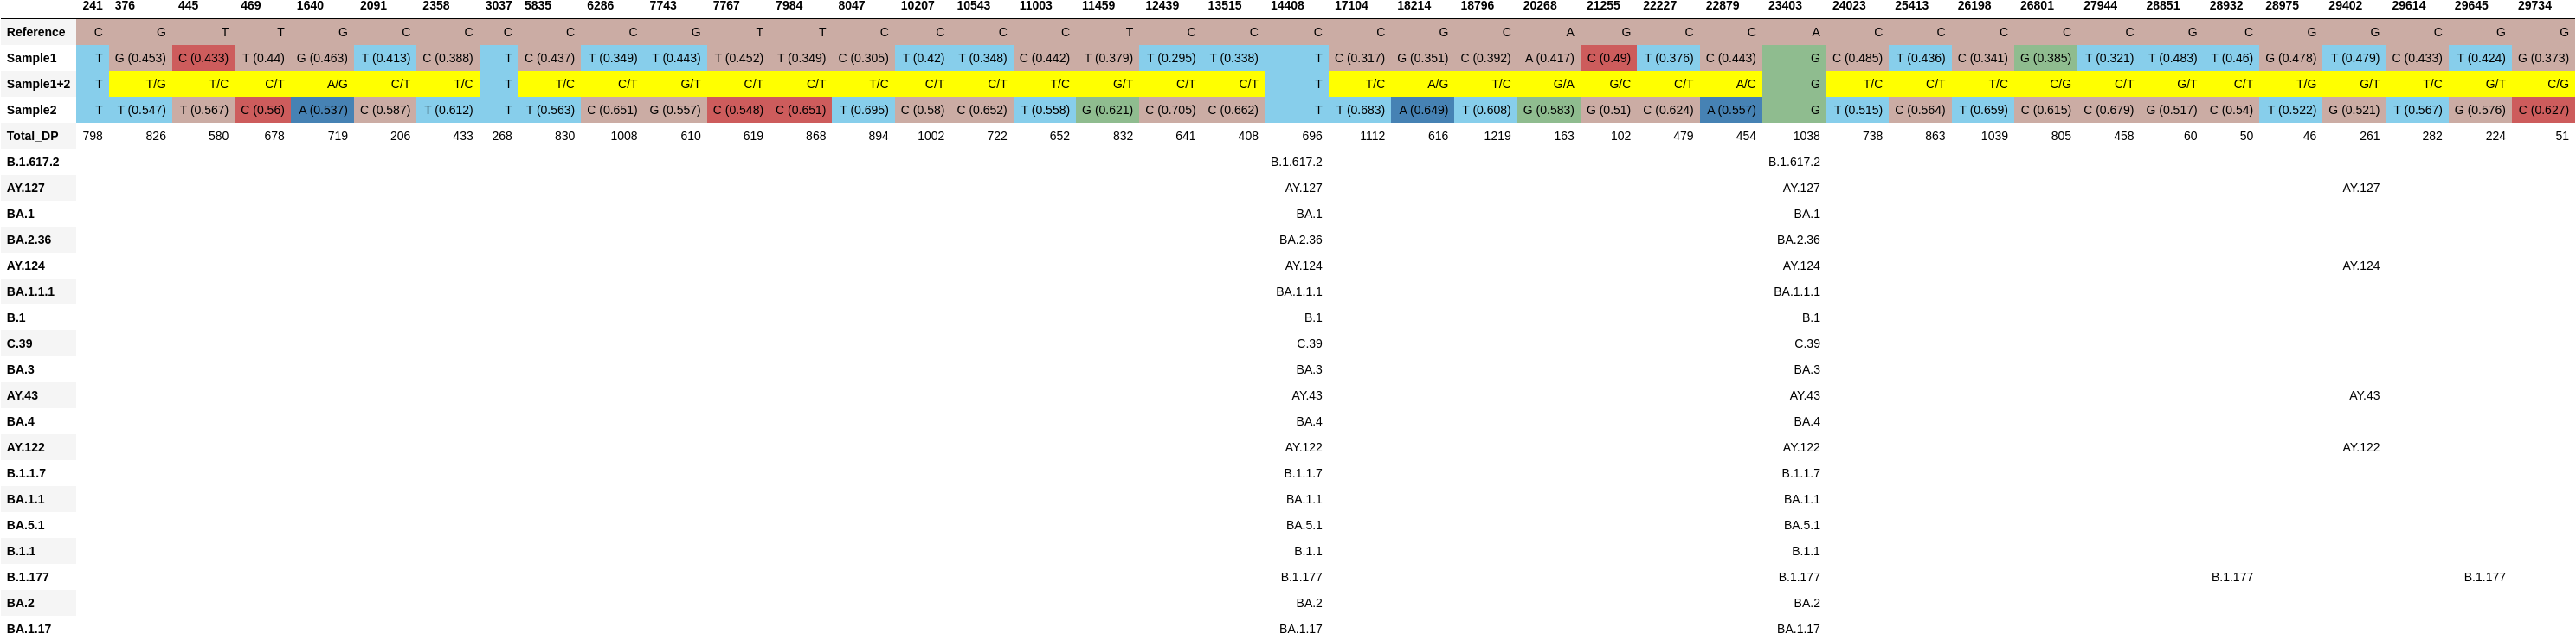 241 376 445 469 1640 2091 2358 3037 5835 6286 7743 7767 7984 8047 10207 10543 11003 11459 12439 13515 14408 17104 18214 18796 20268 21255 22227 22879 23403 24023 25413 26198 26801 27944 28851 28932 28975 29402 29614 29645 29734
Reference C G T T G C C C C C G T T C C C C T C C C C G C A G C C A C C C C C G C G G C G G
Sample1 T G (0.453) C (0.433) T (0.44) G (0.463) T (0.413) C (0.388) T C (0.437) T (0.349) T (0.443) T (0.452) T (0.349) C (0.305) T (0.42) T (0.348) C (0.442) T (0.379) T (0.295) T (0.338) T C (0.317) G (0.351) C (0.392) A (0.417) C (0.49) T (0.376) C (0.443) G C (0.485) T (0.436) C (0.341) G (0.385) T (0.321) T (0.483) T (0.46) G (0.478) T (0.479) C (0.433) T (0.424) G (0.373)
Sample1+2 T T/G T/C C/T A/G C/T T/C T T/C C/T G/T C/T C/T T/C C/T C/T T/C G/T C/T C/T T T/C A/G T/C G/A G/C C/T A/C G T/C C/T T/C C/G C/T G/T C/T T/G G/T T/C G/T C/G
Sample2 T T (0.547) T (0.567) C (0.56) A (0.537) C (0.587) T (0.612) T T (0.563) C (0.651) G (0.557) C (0.548) C (0.651) T (0.695) C (0.58) C (0.652) T (0.558) G (0.621) C (0.705) C (0.662) T T (0.683) A (0.649) T (0.608) G (0.583) G (0.51) C (0.624) A (0.557) G T (0.515) C (0.564) T (0.659) C (0.615) C (0.679) G (0.517) C (0.54) T (0.522) G (0.521) T (0.567) G (0.576) C (0.627)
Total_DP 798 826 580 678 719 206 433 268 830 1008 610 619 868 894 1002 722 652 832 641 408 696 1112 616 1219 163 102 479 454 1038 738 863 1039 805 458 60 50 46 261 282 224 51
B.1.617.2 B.1.617.2 B.1.617.2
AY.127 AY.127 AY.127 AY.127
BA.1 BA.1 BA.1
BA.2.36 BA.2.36 BA.2.36
AY.124 AY.124 AY.124 AY.124
BA.1.1.1 BA.1.1.1 BA.1.1.1
B.1 B.1 B.1
C.39 C.39 C.39
BA.3 BA.3 BA.3
AY.43 AY.43 AY.43 AY.43
BA.4 BA.4 BA.4
AY.122 AY.122 AY.122 AY.122
B.1.1.7 B.1.1.7 B.1.1.7
BA.1.1 BA.1.1 BA.1.1
BA.5.1 BA.5.1 BA.5.1
B.1.1 B.1.1 B.1.1
B.1.177 B.1.177 B.1.177 B.1.177 B.1.177
BA.2 BA.2 BA.2
BA.1.17 BA.1.17 BA.1.17